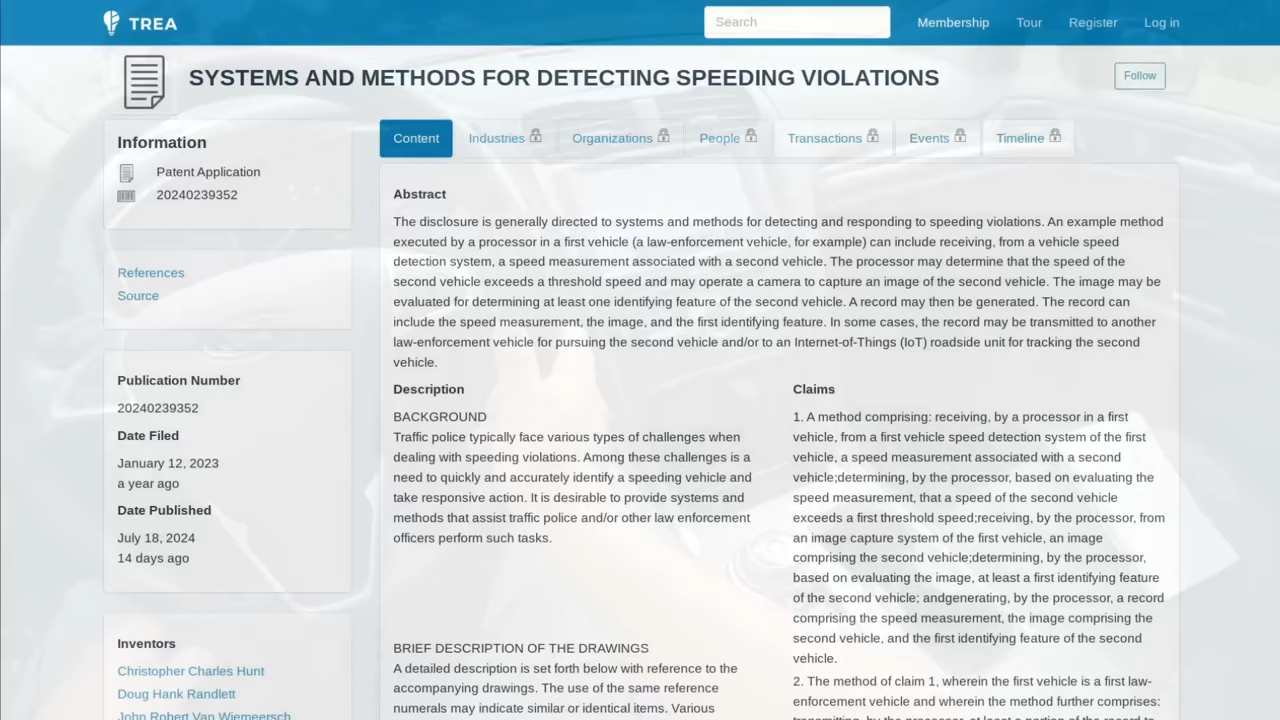 TREA
Search
Membership
Tour
Register
Log in
SYSTEMS AND METHODS FOR DETECTING SPEEDING VIOLATIONS
Follow
Information
Patent Application
20240239352
References
Source
Publication Number
20240239352
Date Filed
January 12, 2023
a year ago
Date Published
July 18, 2024
14 days ago
Inventors
Christopher Charles Hunt
Doug Hank Randlett
John Robert Van Wiemeersch
Content
Industries
Organizations
People
Transactions
Events
Timeline
Abstract
The disclosure is generally directed to systems and methods for detecting and responding to speeding violations. An example method
executed by a processor in a first vehicle (a law-enforcement vehicle, for example) can include receiving, from a vehicle speed
detection system, a speed measurement associated with a second vehicle. The processor may determine that the speed of the
second vehicle exceeds a threshold speed and may operate a camera to capture an image of the second vehicle. The image may be
evaluated for determining at least one identifying feature of the second vehicle. A record may then be generated. The record can
include the speed measurement, the image, and the first identifying feature. In some cases, the record may be transmitted to another
law-enforcement vehicle for pursuing the second vehicle and/or to an Internet-of-Things (IoT) roadside unit for tracking the second
vehicle.
Description
BACKGROUND
Traffic police typically face various types of challenges when
dealing with speeding violations. Among these challenges is a
need to quickly and accurately identify a speeding vehicle and
take responsive action. It is desirable to provide systems and
methods that assist traffic police and/or other law enforcement
officers perform such tasks.
BRIEF DESCRIPTION OF THE DRAWINGS
A detailed description is set forth below with reference to the
accompanying drawings. The use of the same reference
numerals may indicate similar or identical items. Various
Claims
1. A method comprising: receiving, by a processor in a first
vehicle, from a first vehicle speed detection system of the first
vehicle, a speed measurement associated with a second
vehicle;determining, by the processor, based on evaluating the
speed measurement, that a speed of the second vehicle
exceeds a first threshold speed;receiving, by the processor, from
an image capture system of the first vehicle, an image
comprising the second vehicle;determining, by the processor,
based on evaluating the image, at least a first identifying feature
of the second vehicle; andgenerating, by the processor, a record
comprising the speed measurement, the image comprising the
second vehicle, and the first identifying feature of the second
vehicle.
2. The method of claim 1, wherein the first vehicle is a first law-
enforcement vehicle and wherein the method further comprises:
transmitting, by the processor, at least a portion of the record to